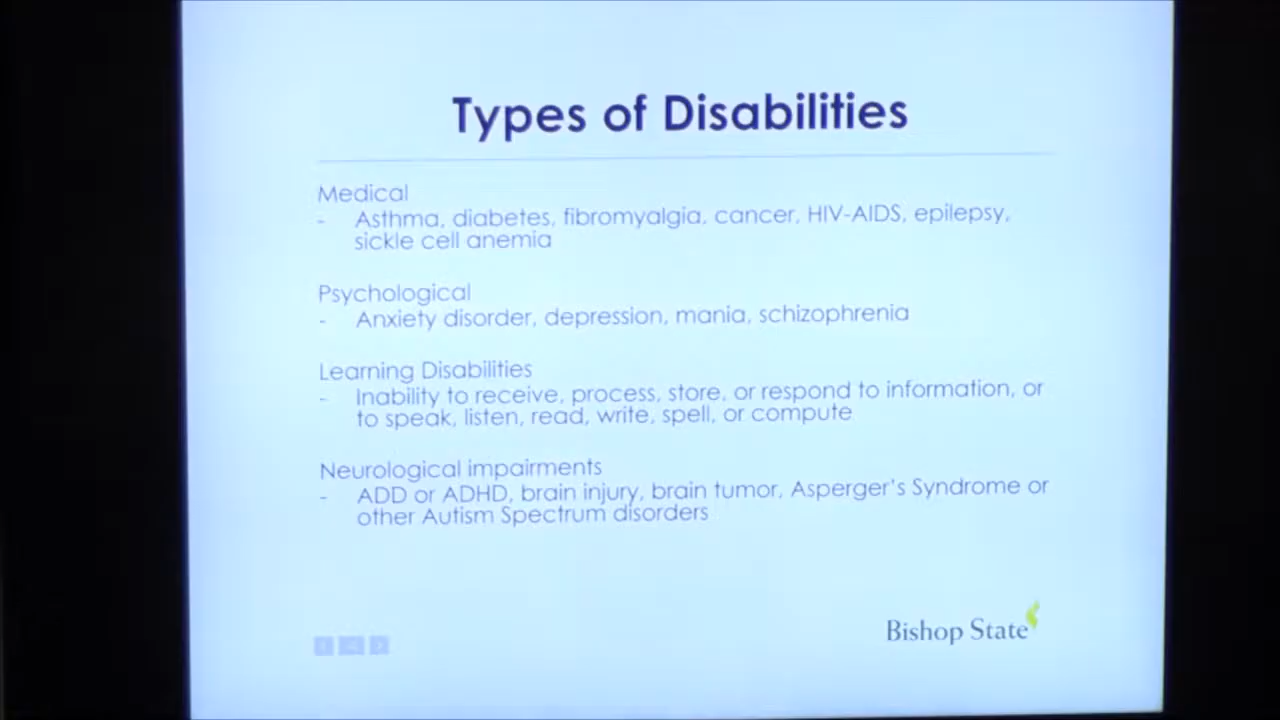 Types of Disabilities
Medical
- Asthma, diabetes, fibromyalgia, cancer, HIV-AIDS, epilepsy,
sickle cell anemia
Psychological
- Anxiety disorder, depression, mania, schizophrenia
Learning Disabilities
- Inability to receive, process, store, or respond to information, or
to speak, listen, read, write, spell, or compute
Neurological impairments
- ADD or ADHD, brain injury, brain tumor, Asperger's Syndrome or
other Autism Spectrum disorders
Bishop State